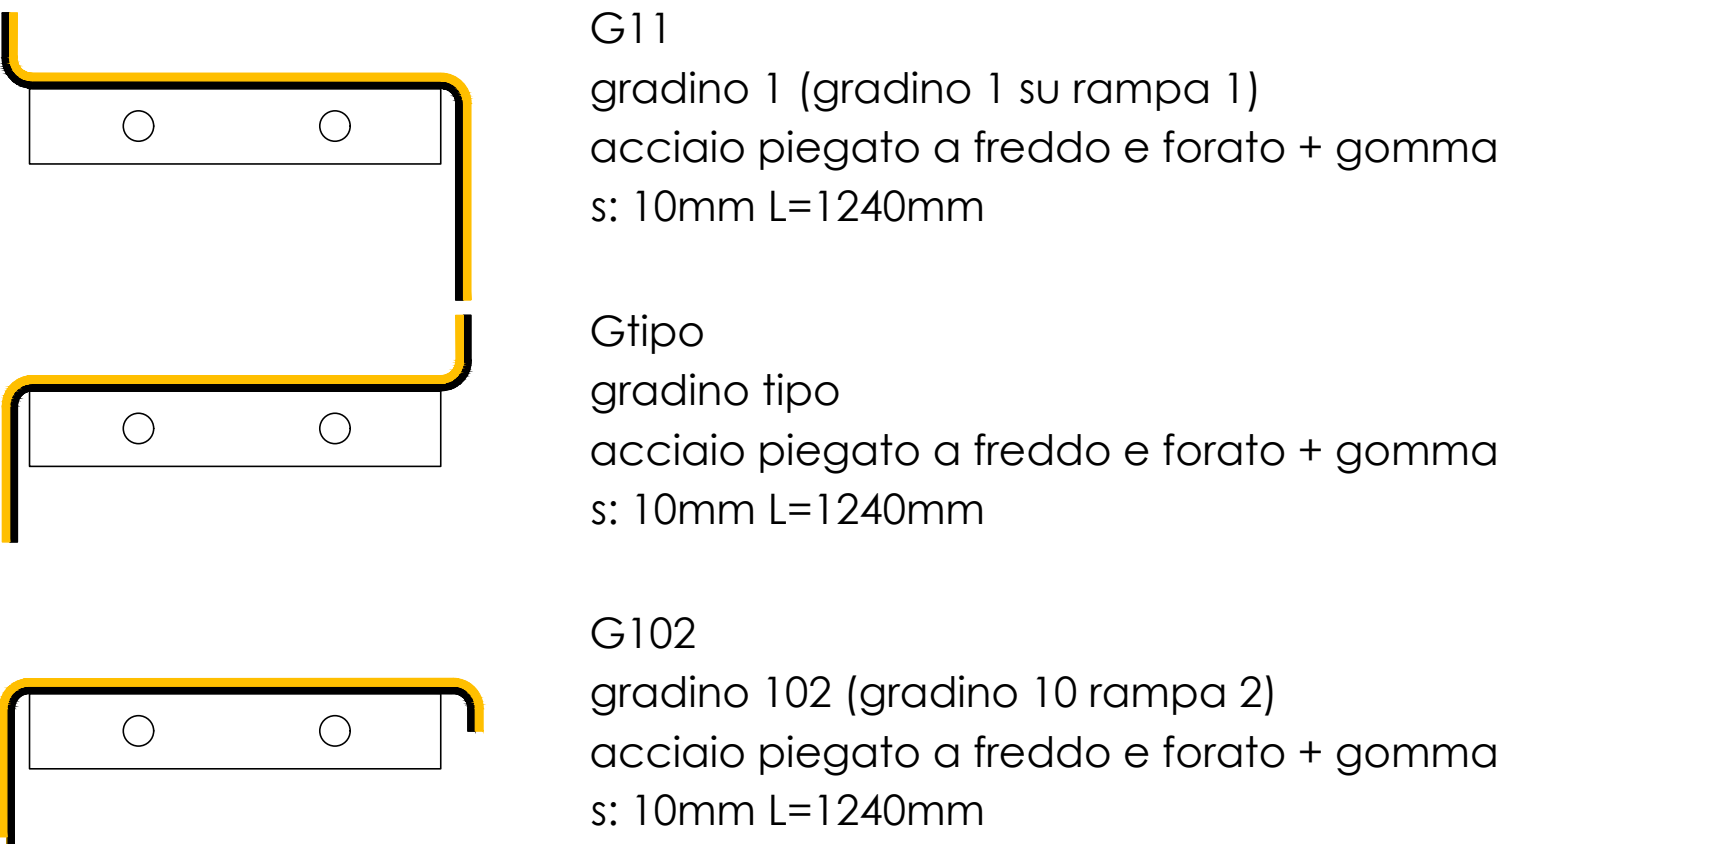 G11
gradino 1 (gradino 1 su rampa 1)
acciaio piegato a freddo e forato + gomma
s: 10mm L=1240mm
Gtipo
gradino tipo
acciaio piegato a freddo e forato + gomma
s: 10mm L=1240mm
G102
gradino 102 (gradino 10 rampa 2)
acciaio piegato a freddo e forato + gomma
s: 10mm L=1240mm